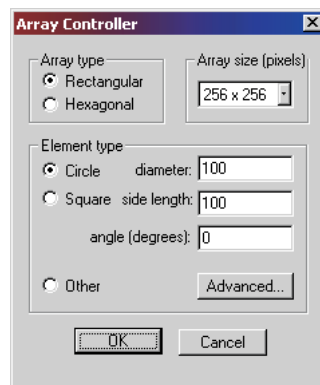 Array Controller
Array type
Rectangular
Hexagonal
Array size (pixels)
256 x 256
Element type
Circle diameter: 100
Square side length: 100
angle (degrees): 0
Other Advanced...
OK Cancel